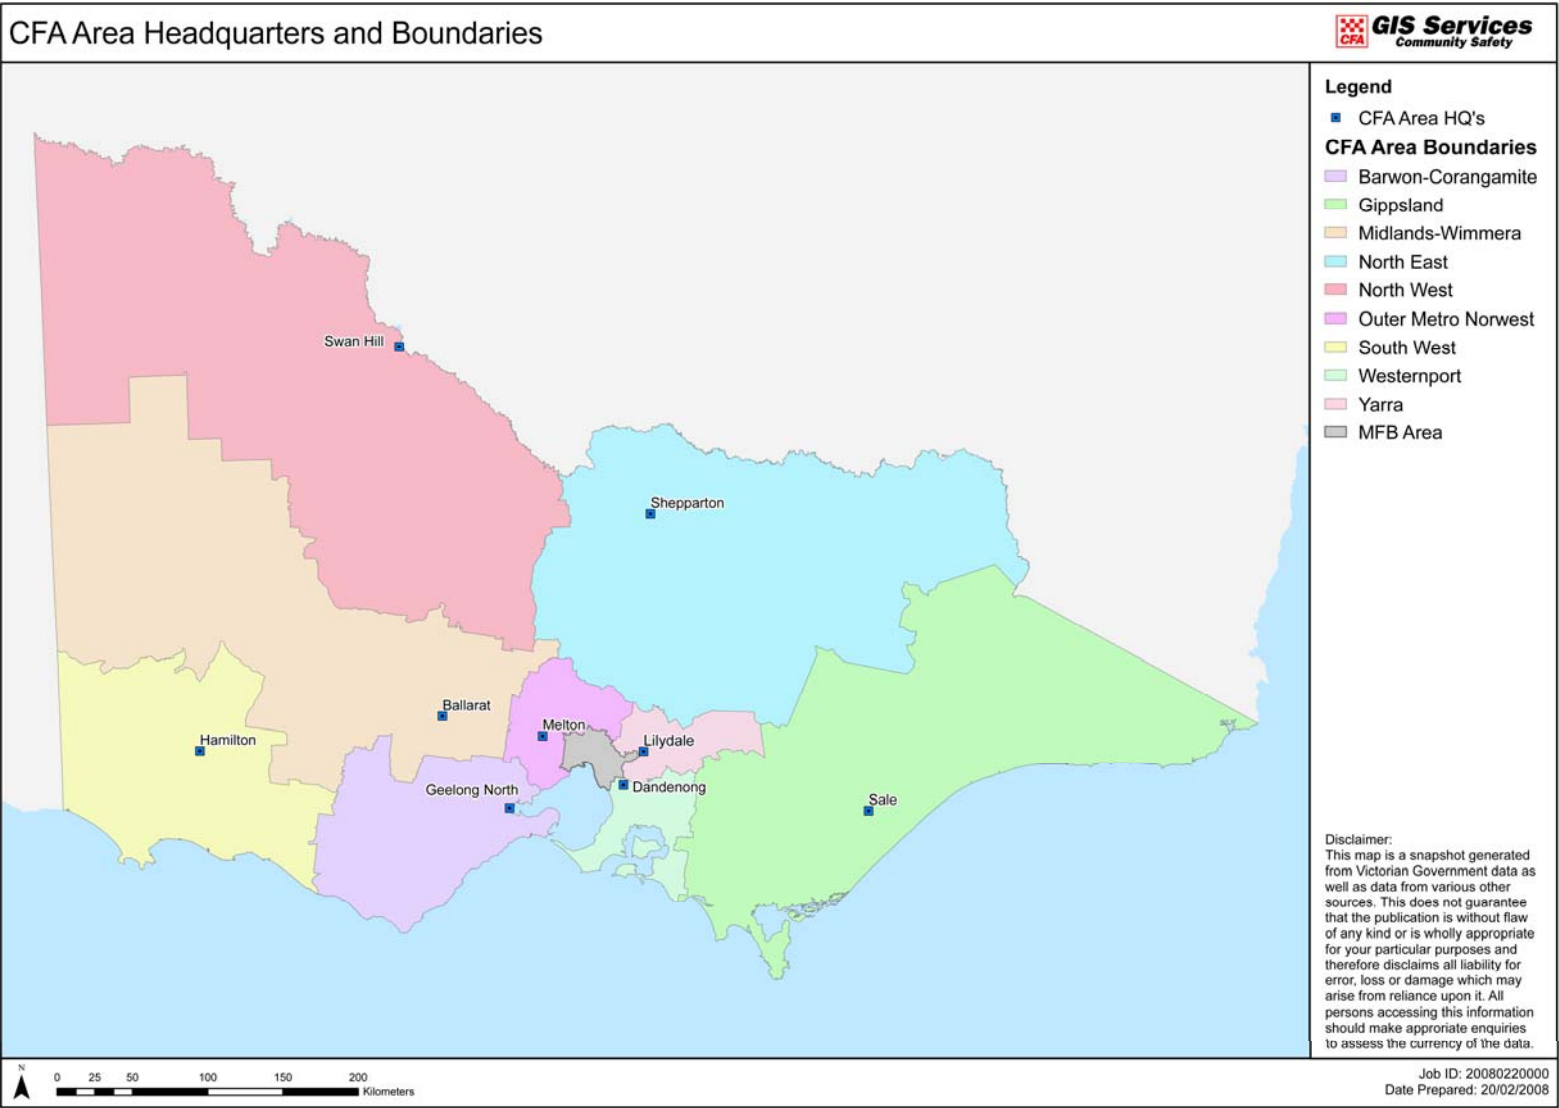 CFA Area Headquarters and Boundaries
CFA
GIS Services
Community Safety
Legend
CFA Area HQ's
CFA Area Boundaries
Barwon-Corangamite
Gippsland
Midlands-Wimmera
North East
North West
Outer Metro Norwest
South West
Westernport
Yarra
MFB Area
Swan Hill
Shepparton
Ballarat
Melton
Hamilton
Lilydale
Geelong North
Dandenong
Sale
Disclaimer:
This map is a snapshot generated
from Victorian Government data as
well as data from various other
sources. This does not guarantee
that the publication is without flaw
of any kind or is wholly appropriate
for your particular purposes and
therefore disclaims all liability for
error, loss or damage which may
arise from reliance upon it. All
persons accessing this information
should make approriate enquiries
to assess the currency of the data.
N
0 25 50 100 150 200
Kilometers
Job ID: 20080220000
Date Prepared: 20/02/2008